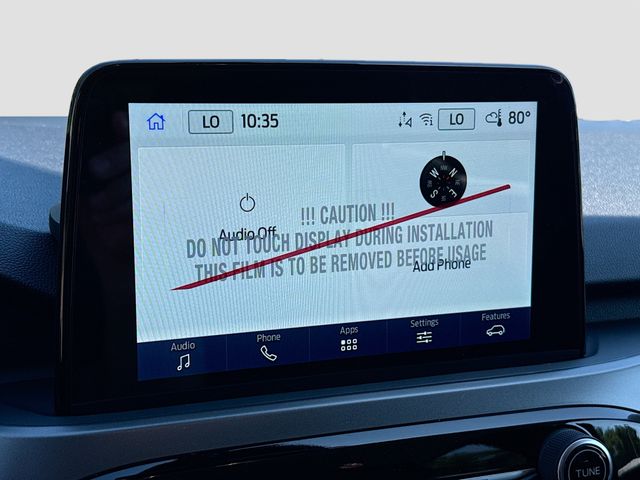 LO 10:35 LO 80°
Audio Off
!!! CAUTION !!!
DO NOT TOUCH DISPLAY DURING INSTALLATION
THIS FILM IS TO BE REMOVED BEFORE USAGE
Add Phone
Audio Phone Apps Settings Features
TUNE